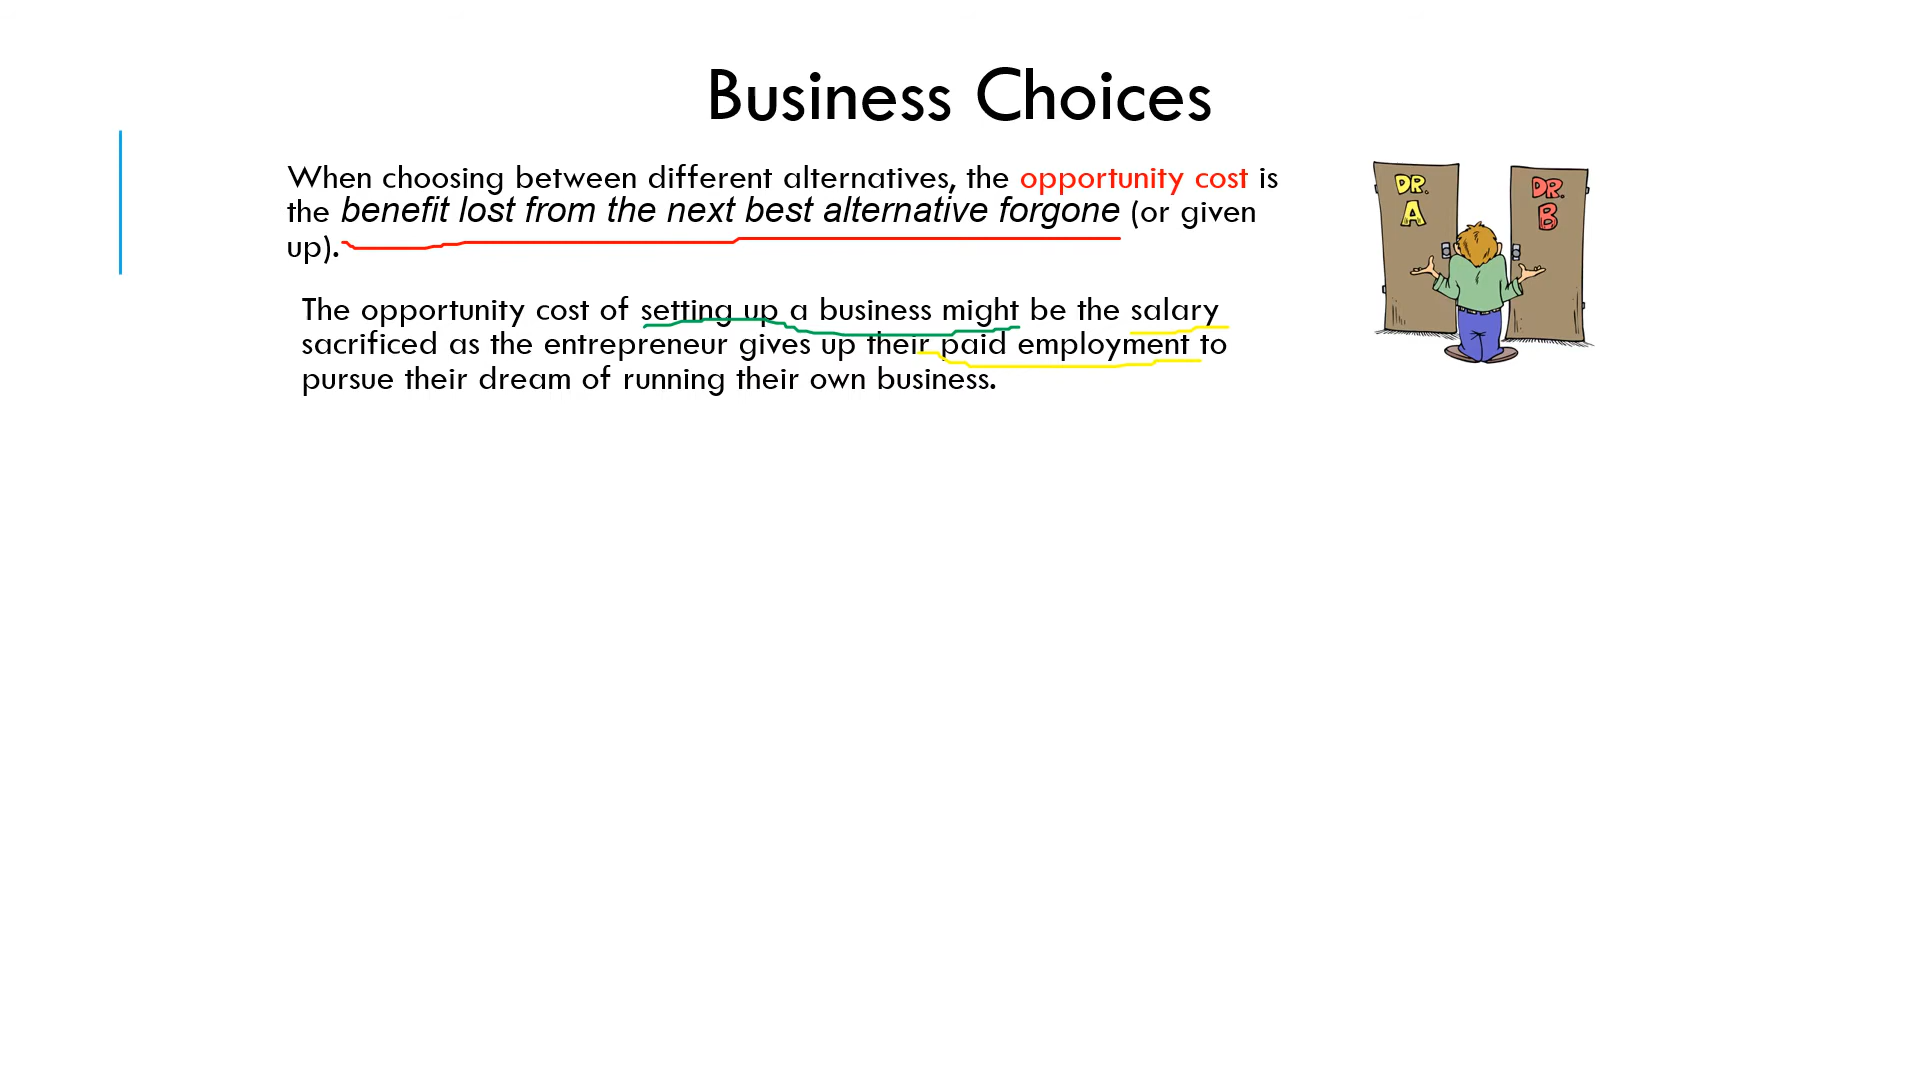 Business Choices
When choosing between different alternatives, the opportunity cost is
the benefit lost from the next best alternative forgone (or given
up).
The opportunity cost of setting up a business might be the salary
sacrificed as the entrepreneur gives up their paid employment to
pursue their dream of running their own business.
DR.
A
DR.
B